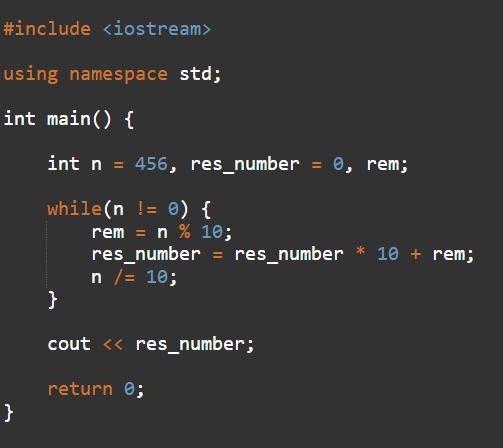 #include <iostream>
using namespace std;
int main() {
int n = 456, res_number = 0, rem;
while(n != 0) {
rem = n % 10;
res_number = res_number * 10 + rem;
n /= 10;
}
cout << res_number;
return 0;
}